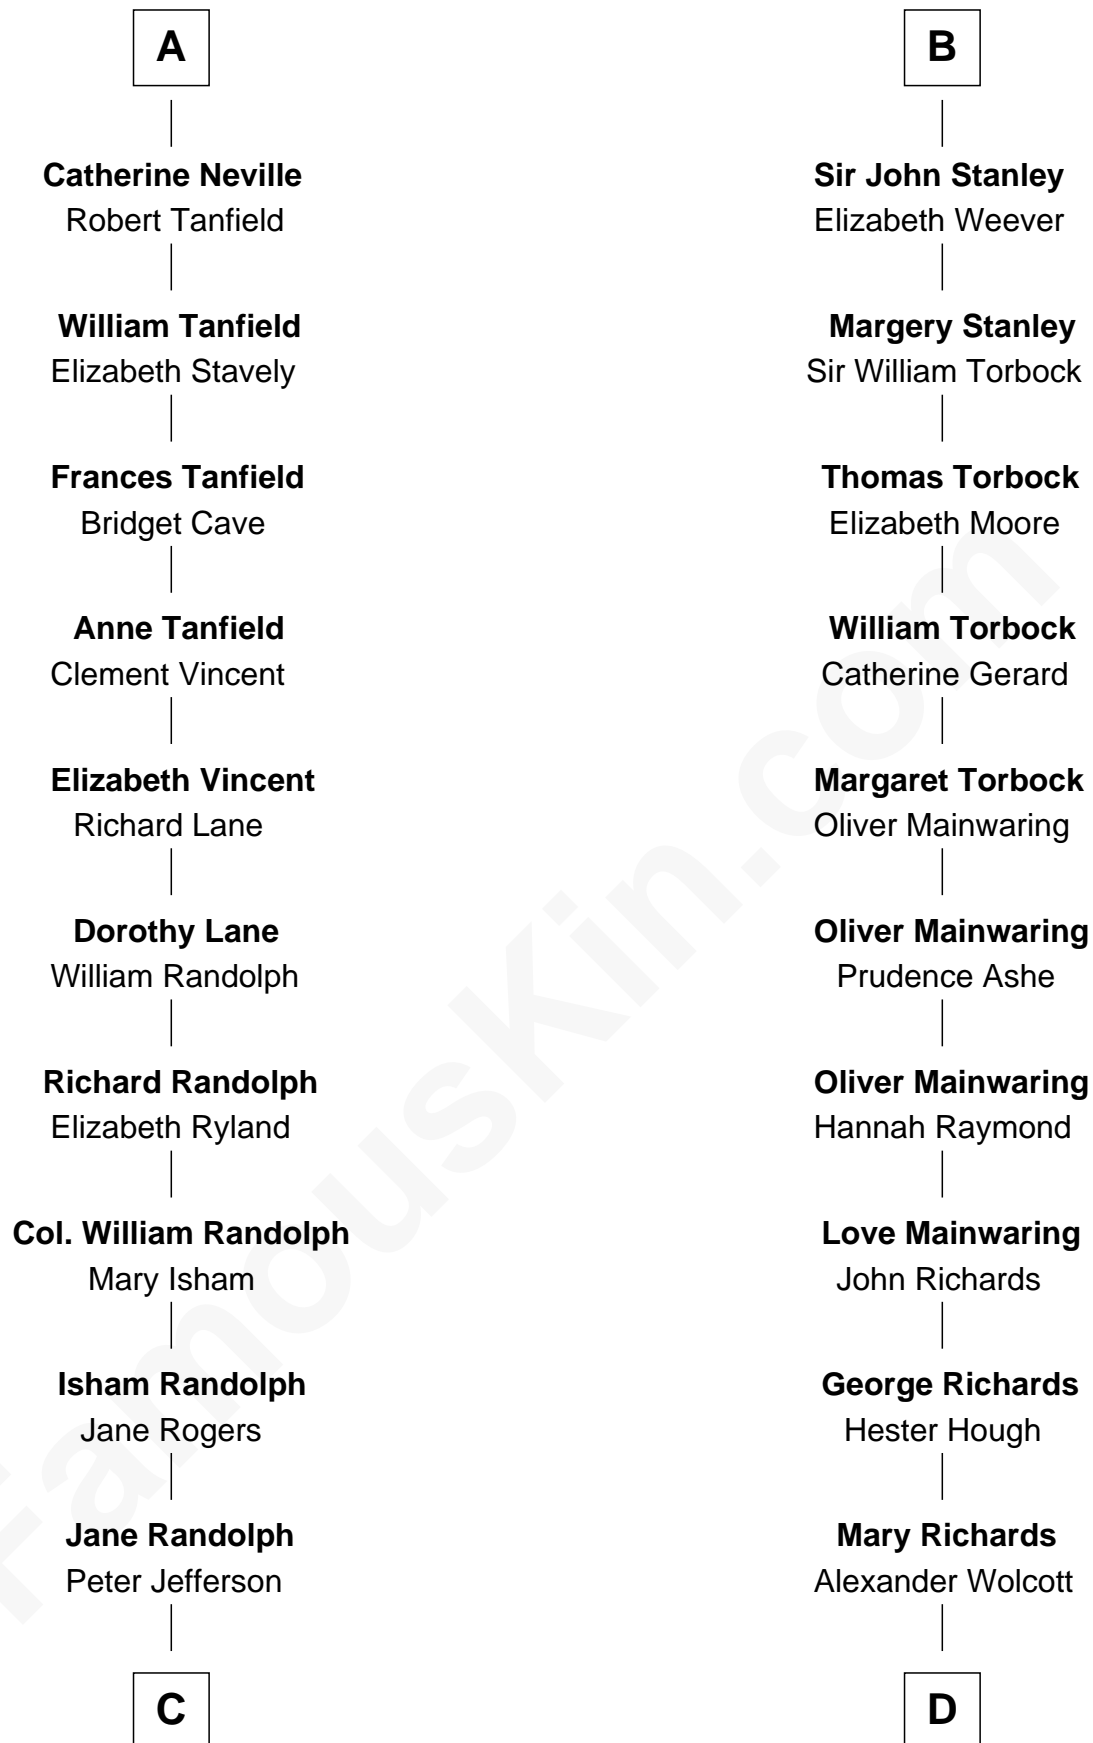 A
Catherine Neville
Robert Tanfield
William Tanfield
Elizabeth Stavely
Frances Tanfield
Bridget Cave
Anne Tanfield
Clement Vincent
Elizabeth Vincent
Richard Lane
Dorothy Lane
William Randolph
Richard Randolph
Elizabeth Ryland
Col. William Randolph
Mary Isham
Isham Randolph
Jane Rogers
Jane Randolph
Peter Jefferson
C
B
Sir John Stanley
Elizabeth Weever
Margery Stanley
Sir William Torbock
Thomas Torbock
Elizabeth Moore
William Torbock
Catherine Gerard
Margaret Torbock
Oliver Mainwaring
Oliver Mainwaring
Prudence Ashe
Oliver Mainwaring
Hannah Raymond
Love Mainwaring
John Richards
George Richards
Hester Hough
Mary Richards
Alexander Wolcott
D
FamousKin.com